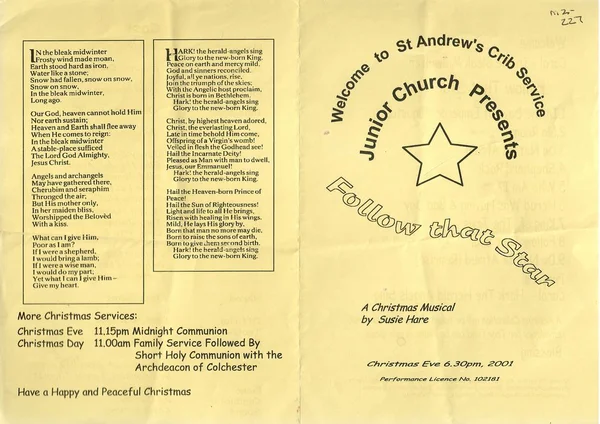 IN the bleak midwinter
Frosty wind made moan,
Earth stood hard as iron,
Water like a stone;
Snow had fallen, snow on snow,
Snow on snow,
In the bleak midwinter,
Long ago.
Our God, heaven cannot hold Him
Nor earth sustain;
Heaven and Earth shall flee away
When He comes to reign:
In the bleak midwinter
A stable-place sufficed
The Lord God Almighty,
Jesus Christ.
Angels and archangels
May have gathered there,
Cherubim and seraphim
Thronged the air;
But His mother only,
In her maiden bliss,
Worshipped the Belovèd
With a kiss.
What can I give Him,
Poor as I am?
If I were a shepherd,
I would bring a lamb;
If I were a wise man,
I would do my part;
Yet what I can I give Him –
Give my heart.
HARK! the herald-angels sing
Glory to the new-born King,
Peace on earth and mercy mild,
God and sinners reconciled.
Joyful, all ye nations, rise,
Join the triumph of the skies;
With the Angelic host proclaim,
Christ is born in Bethlehem.
Hark! the herald-angels sing
Glory to the new-born King.
Christ, by highest heaven adored,
Christ, the everlasting Lord,
Late in time behold Him come,
Offspring of a Virgin's womb!
Veiled in flesh the Godhead see!
Hail the Incarnate Deity!
Pleased as Man with man to dwell,
Jesus, our Emmanuel!
Hark! the herald-angels sing
Glory to the new-born King.
Hail the Heaven-born Prince of
Peace!
Hail the Sun of Righteousness!
Light and life to all He brings,
Risen with healing in His wings.
Mild, He lays His glory by,
Born that man no more may die,
Born to raise the sons of earth,
Born to give them second birth.
Hark! the herald-angels sing
Glory to the new-born King.
More Christmas Services:
Christmas Eve 11.15pm Midnight Communion
Christmas Day 11.00am Family Service Followed By
Short Holy Communion with the
Archdeacon of Colchester
Have a Happy and Peaceful Christmas
227
Welcome to St Andrew's Crib Service
Junior Church Presents
Follow that Star
A Christmas Musical
by Susie Hare
Christmas Eve 6.30pm, 2001
Performance Licence No. 102181